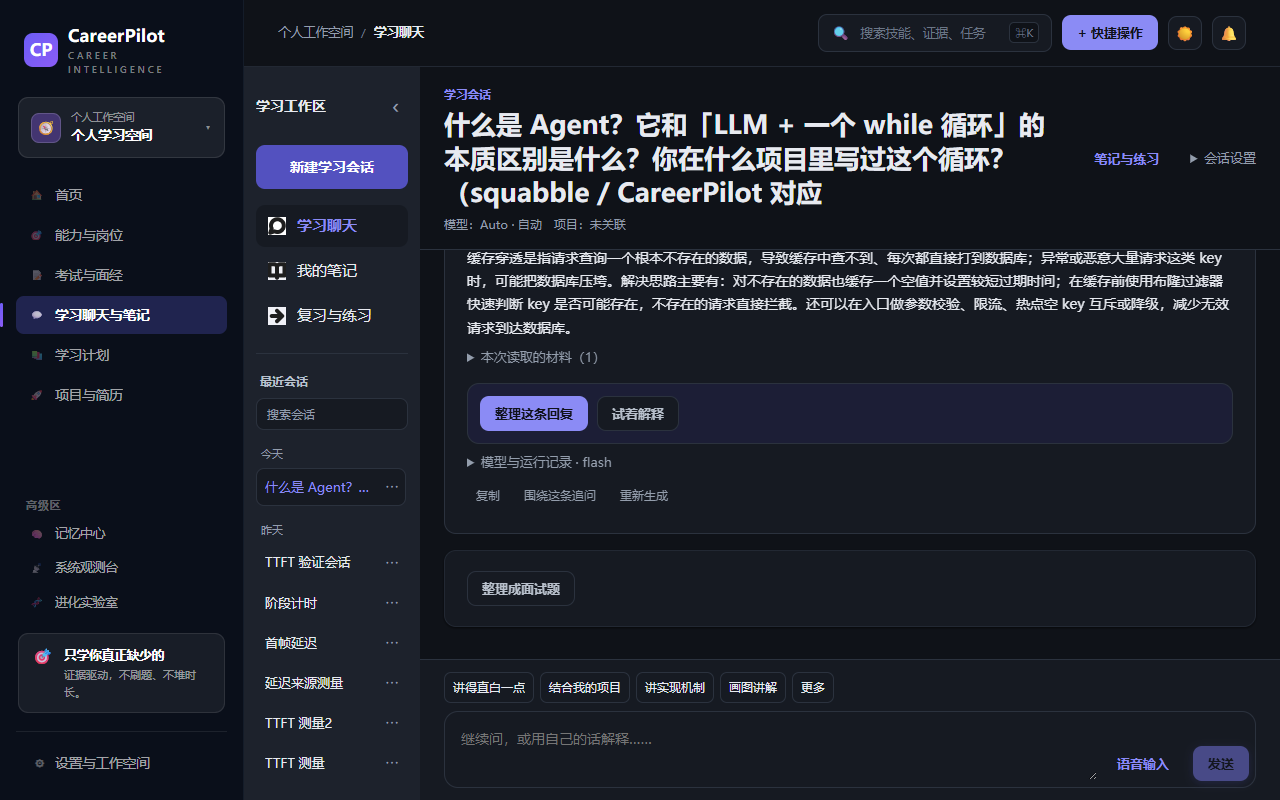 CP
CareerPilot
CAREER
INTELLIGENCE
个人工作空间
个人学习空间
首页
能力与岗位
考试与面经
学习聊天与笔记
学习计划
项目与简历
高级区
记忆中心
系统观测台
进化实验室
只学你真正缺少的
证据驱动，不刷题、不堆时
长。
设置与工作空间
个人工作空间 / 学习聊天
搜索技能、证据、任务 ⌘K
+ 快捷操作
学习工作区
新建学习会话
学习聊天
我的笔记
复习与练习
最近会话
搜索会话
今天
什么是 Agent？...
昨天
TTFT 验证会话
阶段计时
首帧延迟
延迟来源测量
TTFT 测量2
TTFT 测量
学习会话
什么是 Agent？它和「LLM + 一个 while 循环」的
本质区别是什么？你在什么项目里写过这个循环？
（squabble / CareerPilot 对应
模型：Auto · 自动 项目：未关联
笔记与练习
会话设置
缓存穿透是指请求查询一个根本不存在的数据，导致缓存中查不到、每次都直接打到数据库；异常或恶意大量请求这类 key
时，可能把数据库压垮。解决思路主要有：对不存在的数据也缓存一个空值并设置较短过期时间；在缓存前使用布隆过滤器
快速判断 key 是否可能存在，不存在的请求直接拦截。还可以在入口做参数校验、限流、热点空 key 互斥或降级，减少无效
请求到达数据库。
本次读取的材料（1）
整理这条回复
试着解释
模型与运行记录 · flash
复制
围绕这条追问
重新生成
整理成面试题
讲得直白一点
结合我的项目
讲实现机制
画图讲解
更多
继续问，或用自己的话解释……
语音输入
发送